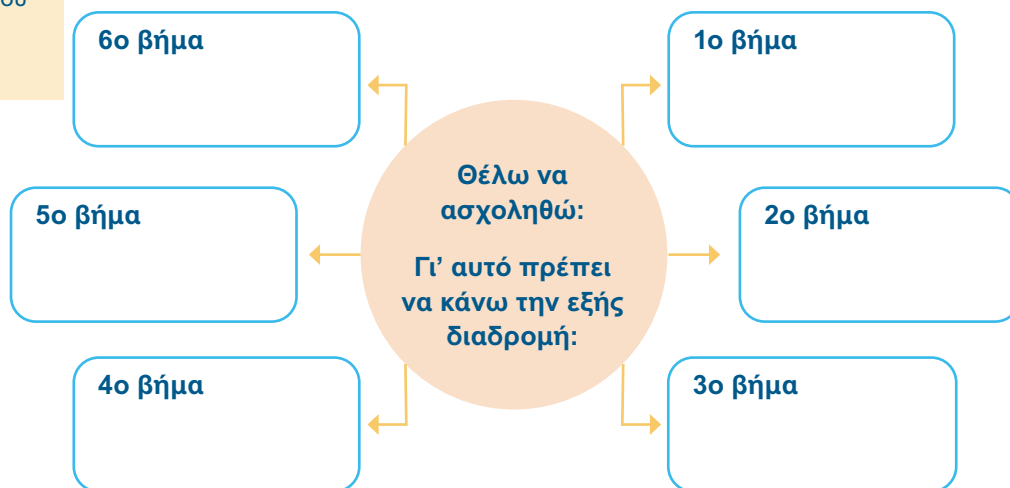 6ο βήμα
1ο βήμα
Θέλω να
ασχοληθώ:
5ο βήμα
2ο βήμα
Γι’ αυτό πρέπει
να κάνω την εξής
διαδρομή:
4ο βήμα
3ο βήμα